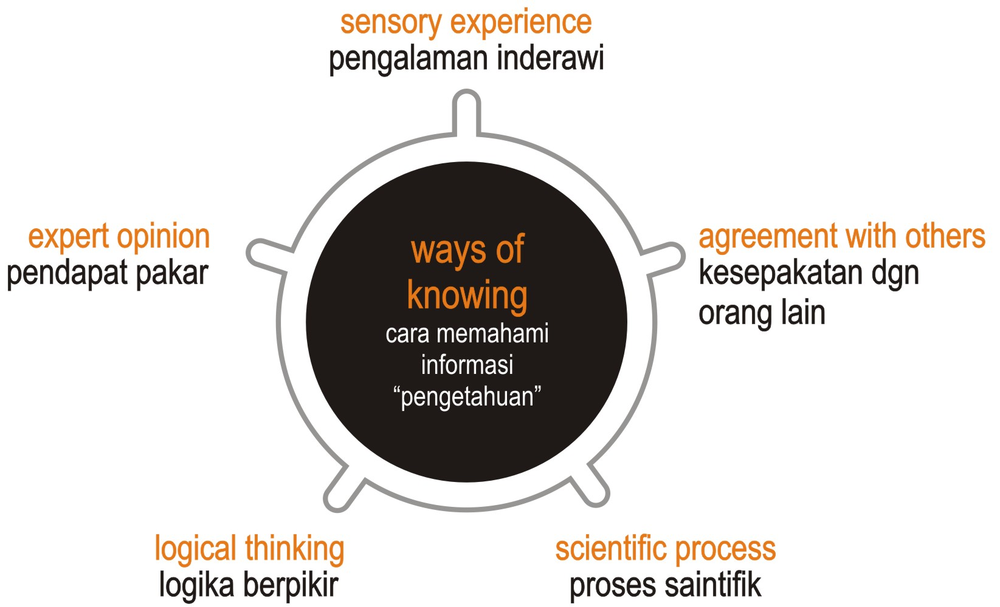 sensory experience
pengalaman inderawi
expert opinion
pendapat pakar
ways of
knowing
cara memahami
informasi
“pengetahuan”
agreement with others
kesepakatan dgn
orang lain
logical thinking
logika berpikir
scientific process
proses saintifik